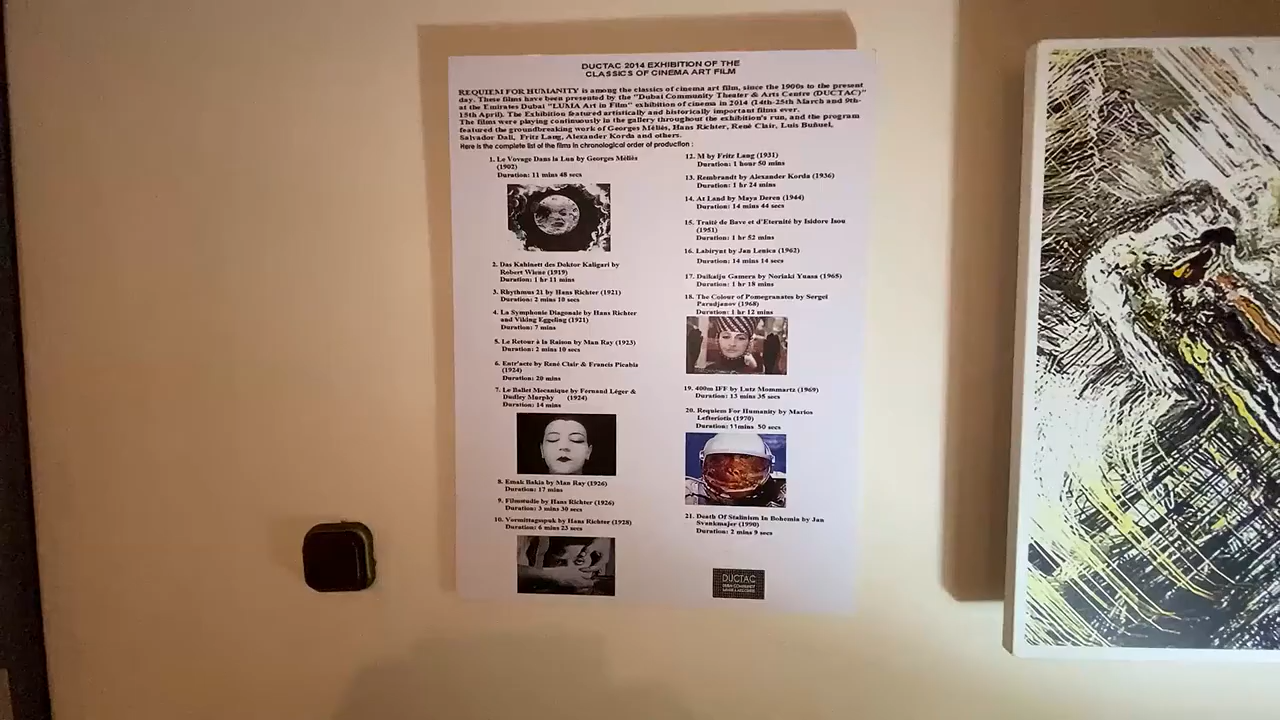 DUCTAC 2014 EXHIBITION OF THE
CLASSICS OF CINEMA ART FILM
REQUIEM FOR HUMANITY is among the classics of cinema art film, since the 1900s to the present
day. These films have been presented by the "Dubai Community Theater & Arts Centre (DUCTAC)"
at the Emirates Dubai "LUMA Art in Film" exhibition of cinema in 2014 (14th-25th March and 9th-
15th April). The Exhibition featured artistically and historically important films ever.
The films were playing continuously in the gallery throughout the exhibition's run, and the program
featured the groundbreaking work of Georges Méliès, Hans Richter, René Clair, Luis Buñuel,
Salvador Dalí, Fritz Lang, Alexander Korda and others.
Here is the complete list of the films in chronological order of production :
1. Le Voyage Dans la Lun by Georges Méliès
(1902)
Duration: 11 mins 48 secs
2. Das Kabinett des Doktor Kaligari by
Robert Wiene (1919)
Duration: 1 hr 11 mins
3. Rhythmus 21 by Hans Richter (1921)
Duration: 2 mins 10 secs
4. La Symphonie Diagonale by Hans Richter
and Viking Eggeling (1921)
Duration: 7 mins
5. Le Retour à la Raison by Man Ray (1923)
Duration: 2 mins 10 secs
6. Entr'acte by René Clair & Francis Picabia
(1924)
Duration: 20 mins
7. Le Ballet Mecanique by Fernand Léger &
Dudley Murphy (1924)
Duration: 14 mins
8. Emak Bakia by Man Ray (1926)
Duration: 17 mins
9. Filmstudie by Hans Richter (1926)
Duration: 3 mins 30 secs
10. Vormittagsspuk by Hans Richter (1928)
Duration: 6 mins 23 secs
12. M by Fritz Lang (1931)
Duration: 1 hour 50 mins
13. Rembrandt by Alexander Korda (1936)
Duration: 1 hr 24 mins
14. At Land by Maya Deren (1944)
Duration: 14 mins 44 secs
15. Traité de Bave et d'Eternité by Isidore Isou
(1951)
Duration: 1 hr 52 mins
16. Labirynt by Jan Lenica (1962)
Duration: 14 mins 14 secs
17. Daikaiju Gamera by Noriaki Yuasa (1965)
Duration: 1 hr 18 mins
18. The Colour of Pomegranates by Sergei
Paradjanov (1968)
Duration: 1 hr 12 mins
19. 400m IFF by Lutz Mommartz (1969)
Duration: 13 mins 35 secs
20. Requiem For Humanity by Marios
Lefteriotis (1970)
Duration: 11mins 50 secs
21. Death Of Stalinism In Bohemia by Jan
Svankmajer (1990)
Duration: 2 mins 9 secs
DUCTAC
DUBAI COMMUNITY
THEATRE & ARTS CENTRE